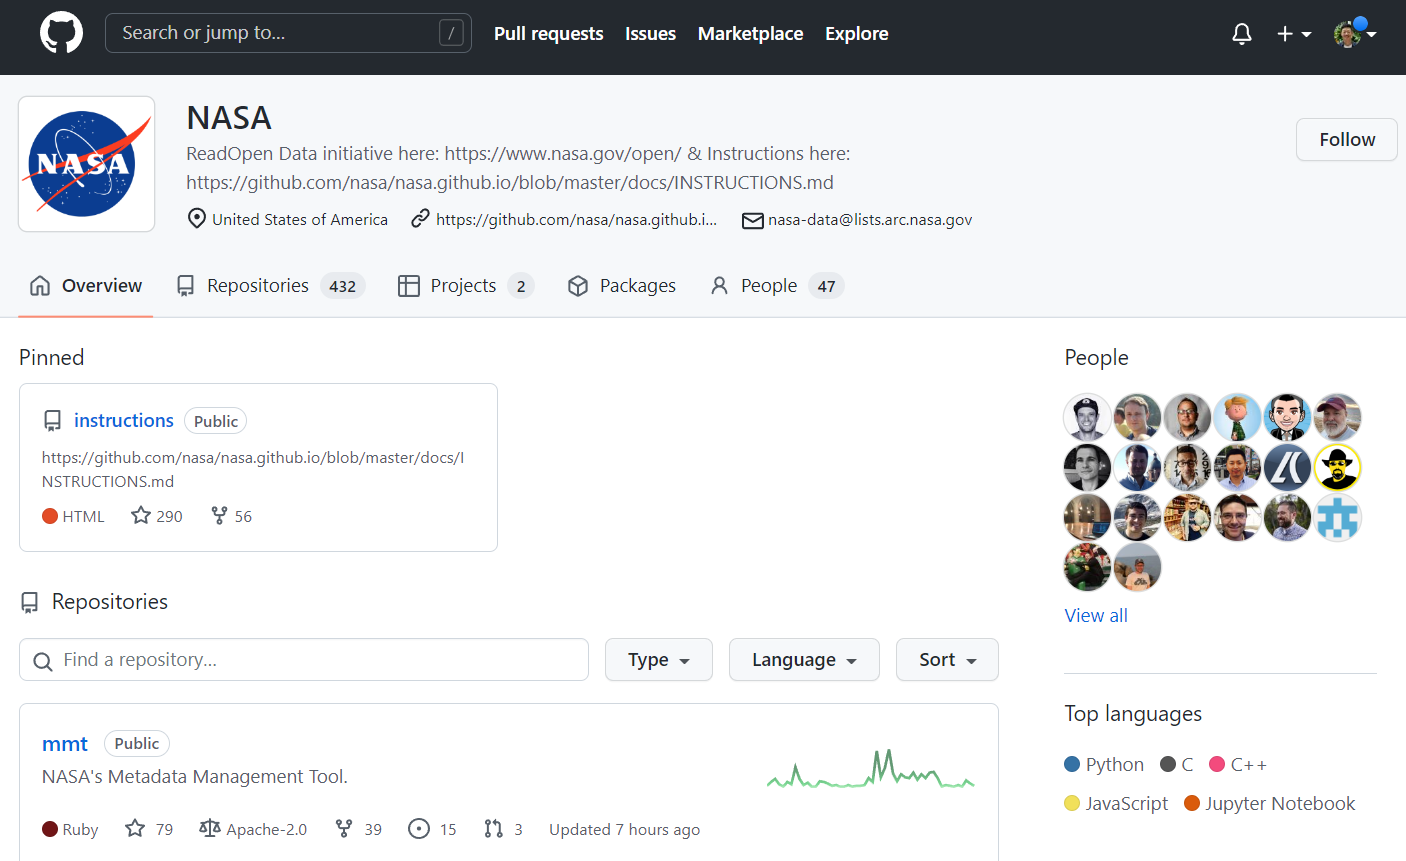 Search or jump to... / Pull requests Issues Marketplace Explore
NASA
NASA
ReadOpen Data initiative here: https://www.nasa.gov/open/ & Instructions here:
https://github.com/nasa/nasa.github.io/blob/master/docs/INSTRUCTIONS.md
Follow
United States of America https://github.com/nasa/nasa.github.i... nasa-data@lists.arc.nasa.gov
Overview Repositories 432 Projects 2 Packages People 47
Pinned
instructions Public
https://github.com/nasa/nasa.github.io/blob/master/docs/I
NSTRUCTIONS.md
HTML 290 56
Repositories
Find a repository... Type Language Sort
mmt Public
NASA's Metadata Management Tool.
Ruby 79 Apache-2.0 39 15 3 Updated 7 hours ago
People
View all
Top languages
Python C C++
JavaScript Jupyter Notebook